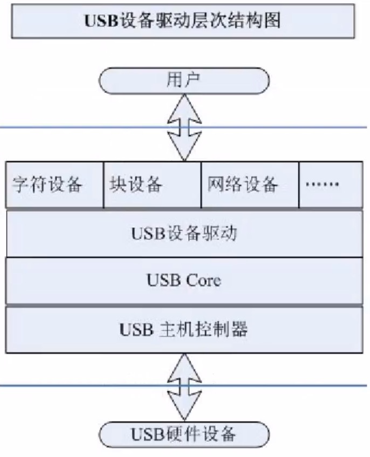 USB设备驱动层次结构图
用户
字符设备 块设备 网络设备 ……
USB设备驱动
USB Core
USB 主机控制器
USB硬件设备